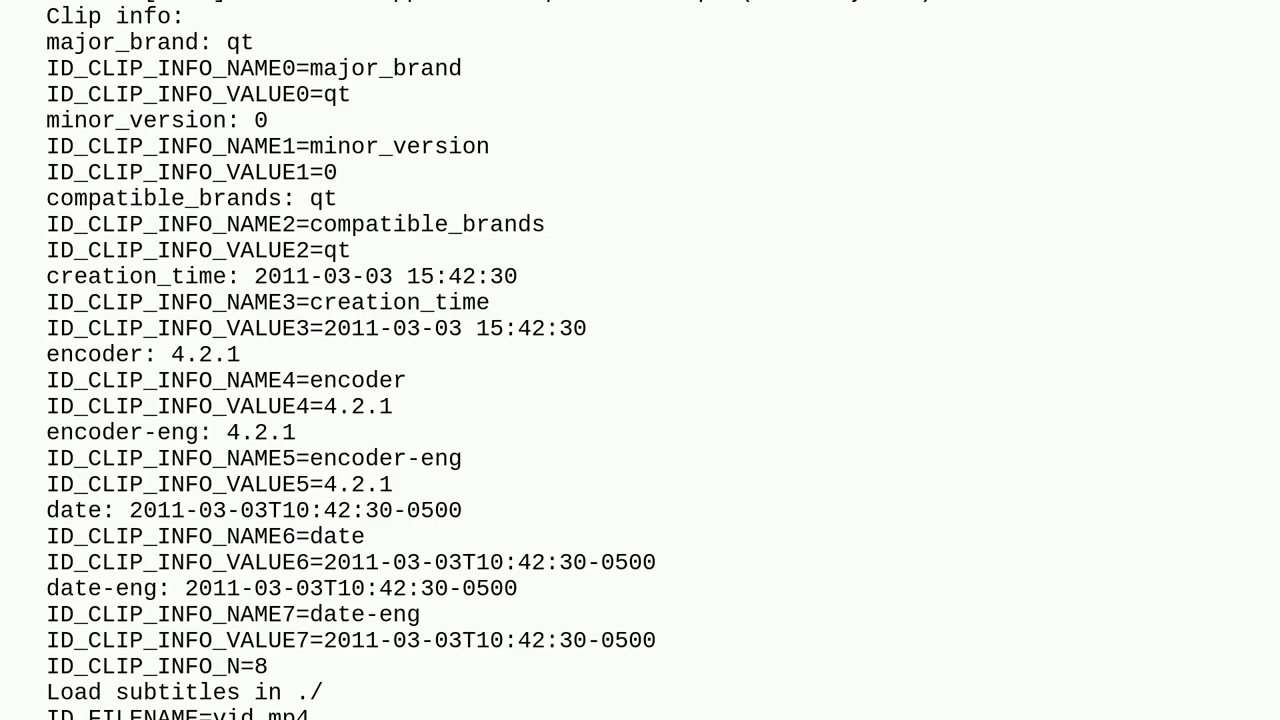 Clip info:
major_brand: qt
ID_CLIP_INFO_NAME0=major_brand
ID_CLIP_INFO_VALUE0=qt
minor_version: 0
ID_CLIP_INFO_NAME1=minor_version
ID_CLIP_INFO_VALUE1=0
compatible_brands: qt
ID_CLIP_INFO_NAME2=compatible_brands
ID_CLIP_INFO_VALUE2=qt
creation_time: 2011-03-03 15:42:30
ID_CLIP_INFO_NAME3=creation_time
ID_CLIP_INFO_VALUE3=2011-03-03 15:42:30
encoder: 4.2.1
ID_CLIP_INFO_NAME4=encoder
ID_CLIP_INFO_VALUE4=4.2.1
encoder-eng: 4.2.1
ID_CLIP_INFO_NAME5=encoder-eng
ID_CLIP_INFO_VALUE5=4.2.1
date: 2011-03-03T10:42:30-0500
ID_CLIP_INFO_NAME6=date
ID_CLIP_INFO_VALUE6=2011-03-03T10:42:30-0500
date-eng: 2011-03-03T10:42:30-0500
ID_CLIP_INFO_NAME7=date-eng
ID_CLIP_INFO_VALUE7=2011-03-03T10:42:30-0500
ID_CLIP_INFO_N=8
Load subtitles in ./
ID_FILENAME=vid.mp4